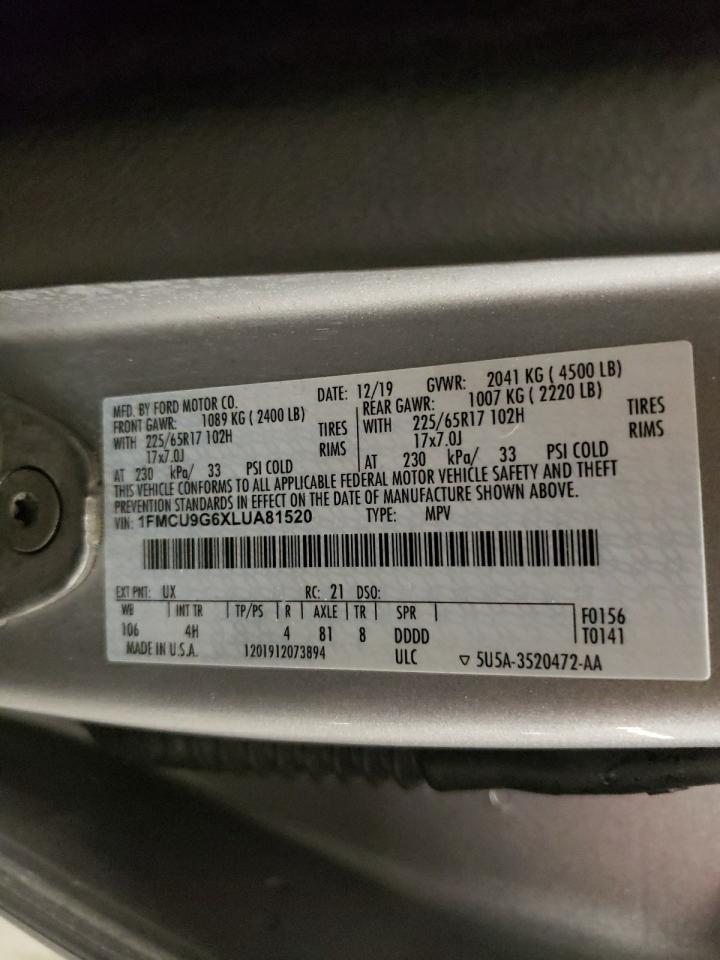 MFD. BY FORD MOTOR CO. DATE: 12/19 GVWR: 2041 KG ( 4500 LB)
FRONT GAWR: 1089 KG ( 2400 LB) REAR GAWR: 1007 KG ( 2220 LB)
WITH 225/65R17 102H TIRES WITH 225/65R17 102H TIRES
17x7.0J RIMS 17x7.0J RIMS
AT 230 kPa/ 33 PSI COLD AT 230 kPa/ 33 PSI COLD
THIS VEHICLE CONFORMS TO ALL APPLICABLE FEDERAL MOTOR VEHICLE SAFETY AND THEFT
PREVENTION STANDARDS IN EFFECT ON THE DATE OF MANUFACTURE SHOWN ABOVE.
VIN: 1FMCU9G6XLUA81520 TYPE: MPV
EXT PNT: UX RC: 21 DSO:
WB INT TR TP/PS R AXLE TR SPR F0156
106 4H 4 81 8 DDDD T0141
MADE IN U.S.A. 1201912073894 ULC ▽ 5U5A-3520472-AA